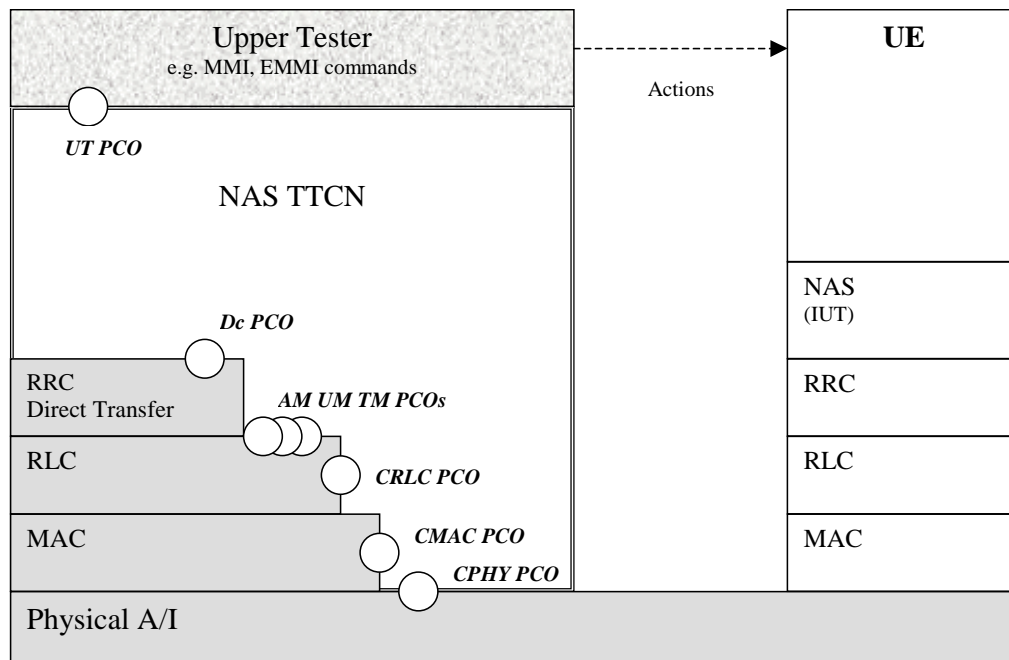 Upper Tester
e.g. MMI, EMMI commands
UE
Actions
UT PCO
NAS TTCN
NAS
(IUT)
Dc PCO
RRC
Direct Transfer
AM UM TM PCOs
RRC
RLC
CRLC PCO
RLC
MAC
CMAC PCO
CPHY PCO
MAC
Physical A/I